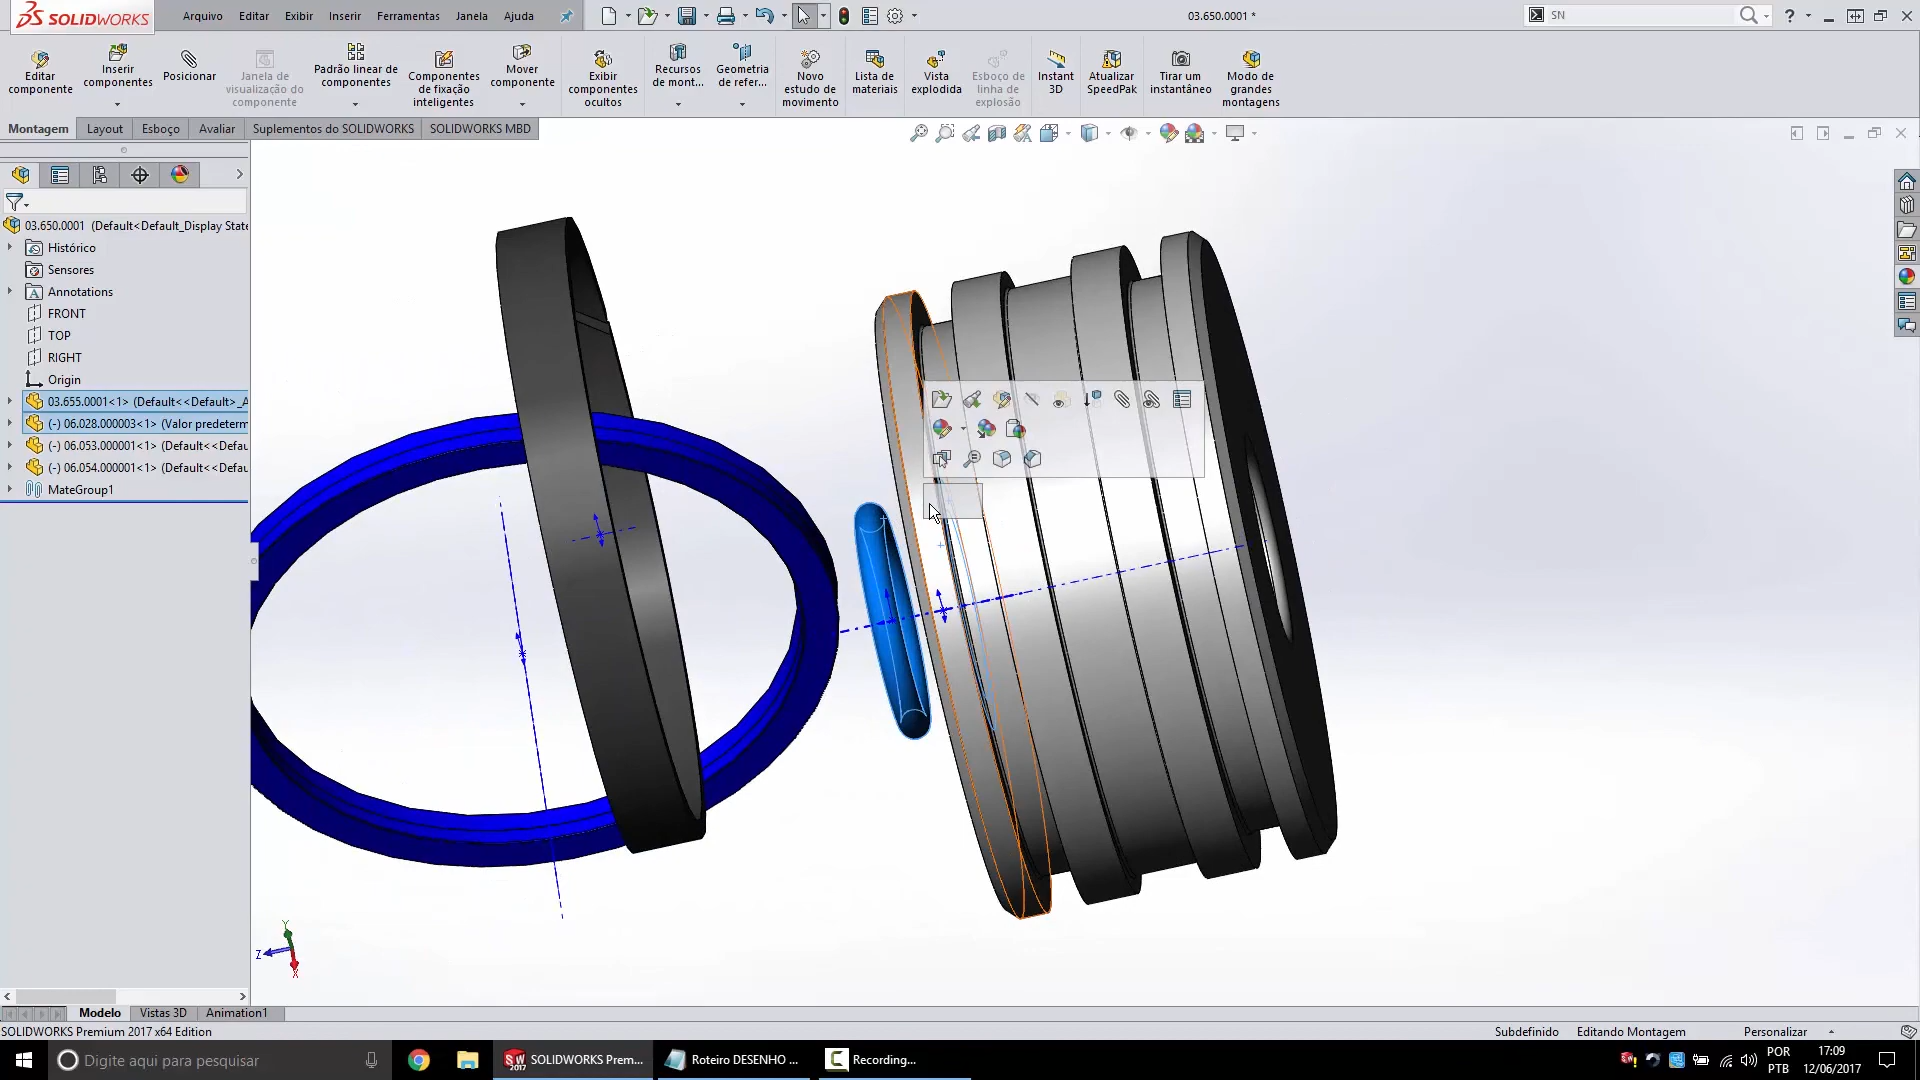 SOLIDWORKS
Arquivo Editar Exibir Inserir Ferramentas Janela Ajuda
03.650.0001 *
SN
Editar componente
Inserir componentes
Posicionar
Janela de visualização do componente
Padrão linear de componentes
Componentes de fixação inteligentes
Mover componente
Exibir componentes ocultos
Recursos de mont...
Geometria de refer...
Novo estudo de movimento
Lista de materiais
Vista explodida
Esboço de linha de explosão
Instant 3D
Atualizar SpeedPak
Tirar um instantâneo
Modo de grandes montagens
Montagem Layout Esboço Avaliar Suplementos do SOLIDWORKS SOLIDWORKS MBD
03.650.0001 (Default<Default_Display State
Histórico
Sensores
Annotations
FRONT
TOP
RIGHT
Origin
03.655.0001<1> (Default<<Default>_A
(-) 06.028.000003<1> (Valor predeterm
(-) 06.053.000001<1> (Default<<Defau
(-) 06.054.000001<1> (Default<<Defau
MateGroup1
Y
Z
X
Modelo Vistas 3D Animation1
SOLIDWORKS Premium 2017 x64 Edition
Subdefinido Editando Montagem Personalizar
Digite aqui para pesquisar
SW 2017
SOLIDWORKS Prem...
Roteiro DESENHO ...
Recording...
POR
PTB
17:09
12/06/2017